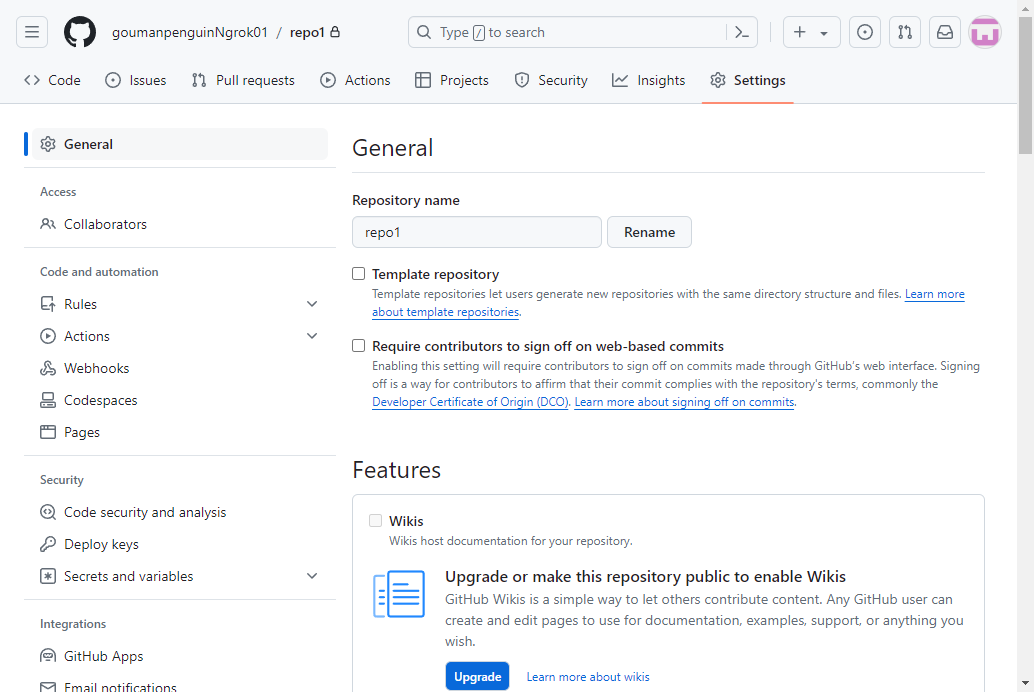 goumanpenguinNgrok01 / repo1
Type / to search
Code
Issues
Pull requests
Actions
Projects
Security
Insights
Settings
General
Access
Collaborators
Code and automation
Rules
Actions
Webhooks
Codespaces
Pages
Security
Code security and analysis
Deploy keys
Secrets and variables
Integrations
GitHub Apps
Email notifications
General
Repository name
repo1
Rename
Template repository
Template repositories let users generate new repositories with the same directory structure and files. Learn more
about template repositories.
Require contributors to sign off on web-based commits
Enabling this setting will require contributors to sign off on commits made through GitHub's web interface. Signing
off is a way for contributors to affirm that their commit complies with the repository's terms, commonly the
Developer Certificate of Origin (DCO). Learn more about signing off on commits.
Features
Wikis
Wikis host documentation for your repository.
Upgrade or make this repository public to enable Wikis
GitHub Wikis is a simple way to let others contribute content. Any GitHub user can
create and edit pages to use for documentation, examples, support, or anything you
wish.
Upgrade
Learn more about wikis